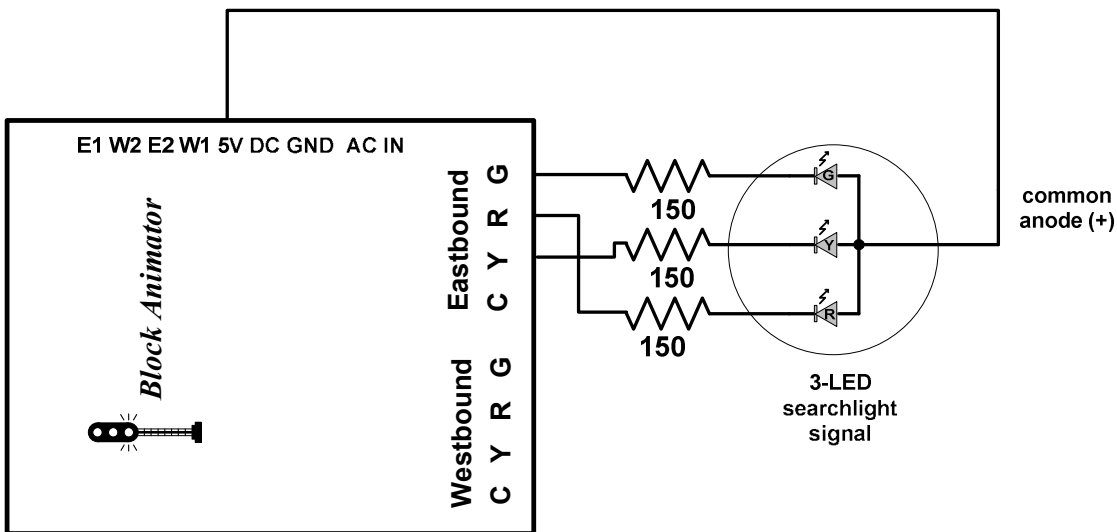 E1 W2 E2 W1 5V DC GND AC IN
Block Animator
Eastbound
C Y R G
Westbound
C Y R G
150
150
150
G
Y
R
common
anode (+)
3-LED
searchlight
signal